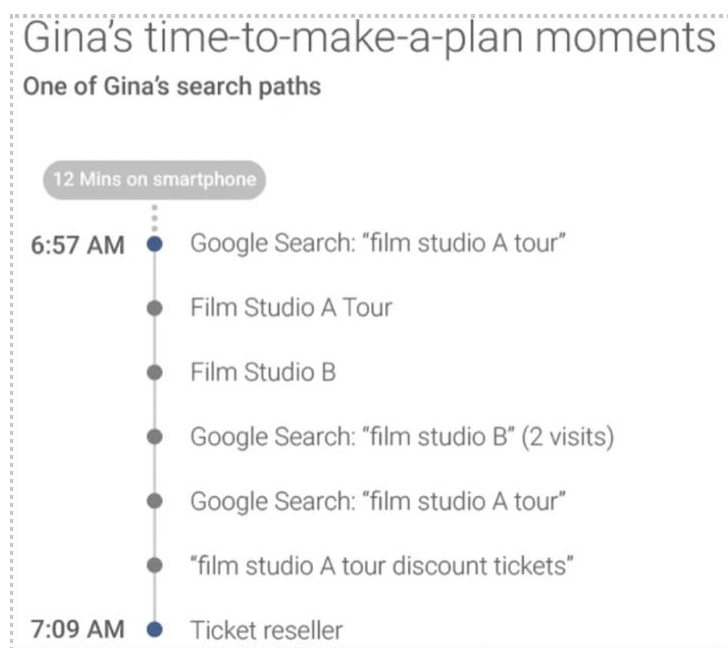 Gina's time-to-make-a-plan moments
One of Gina's search paths
12 Mins on smartphone
6:57 AM Google Search: "film studio A tour"
Film Studio A Tour
Film Studio B
Google Search: "film studio B" (2 visits)
Google Search: "film studio A tour"
"film studio A tour discount tickets"
7:09 AM Ticket reseller